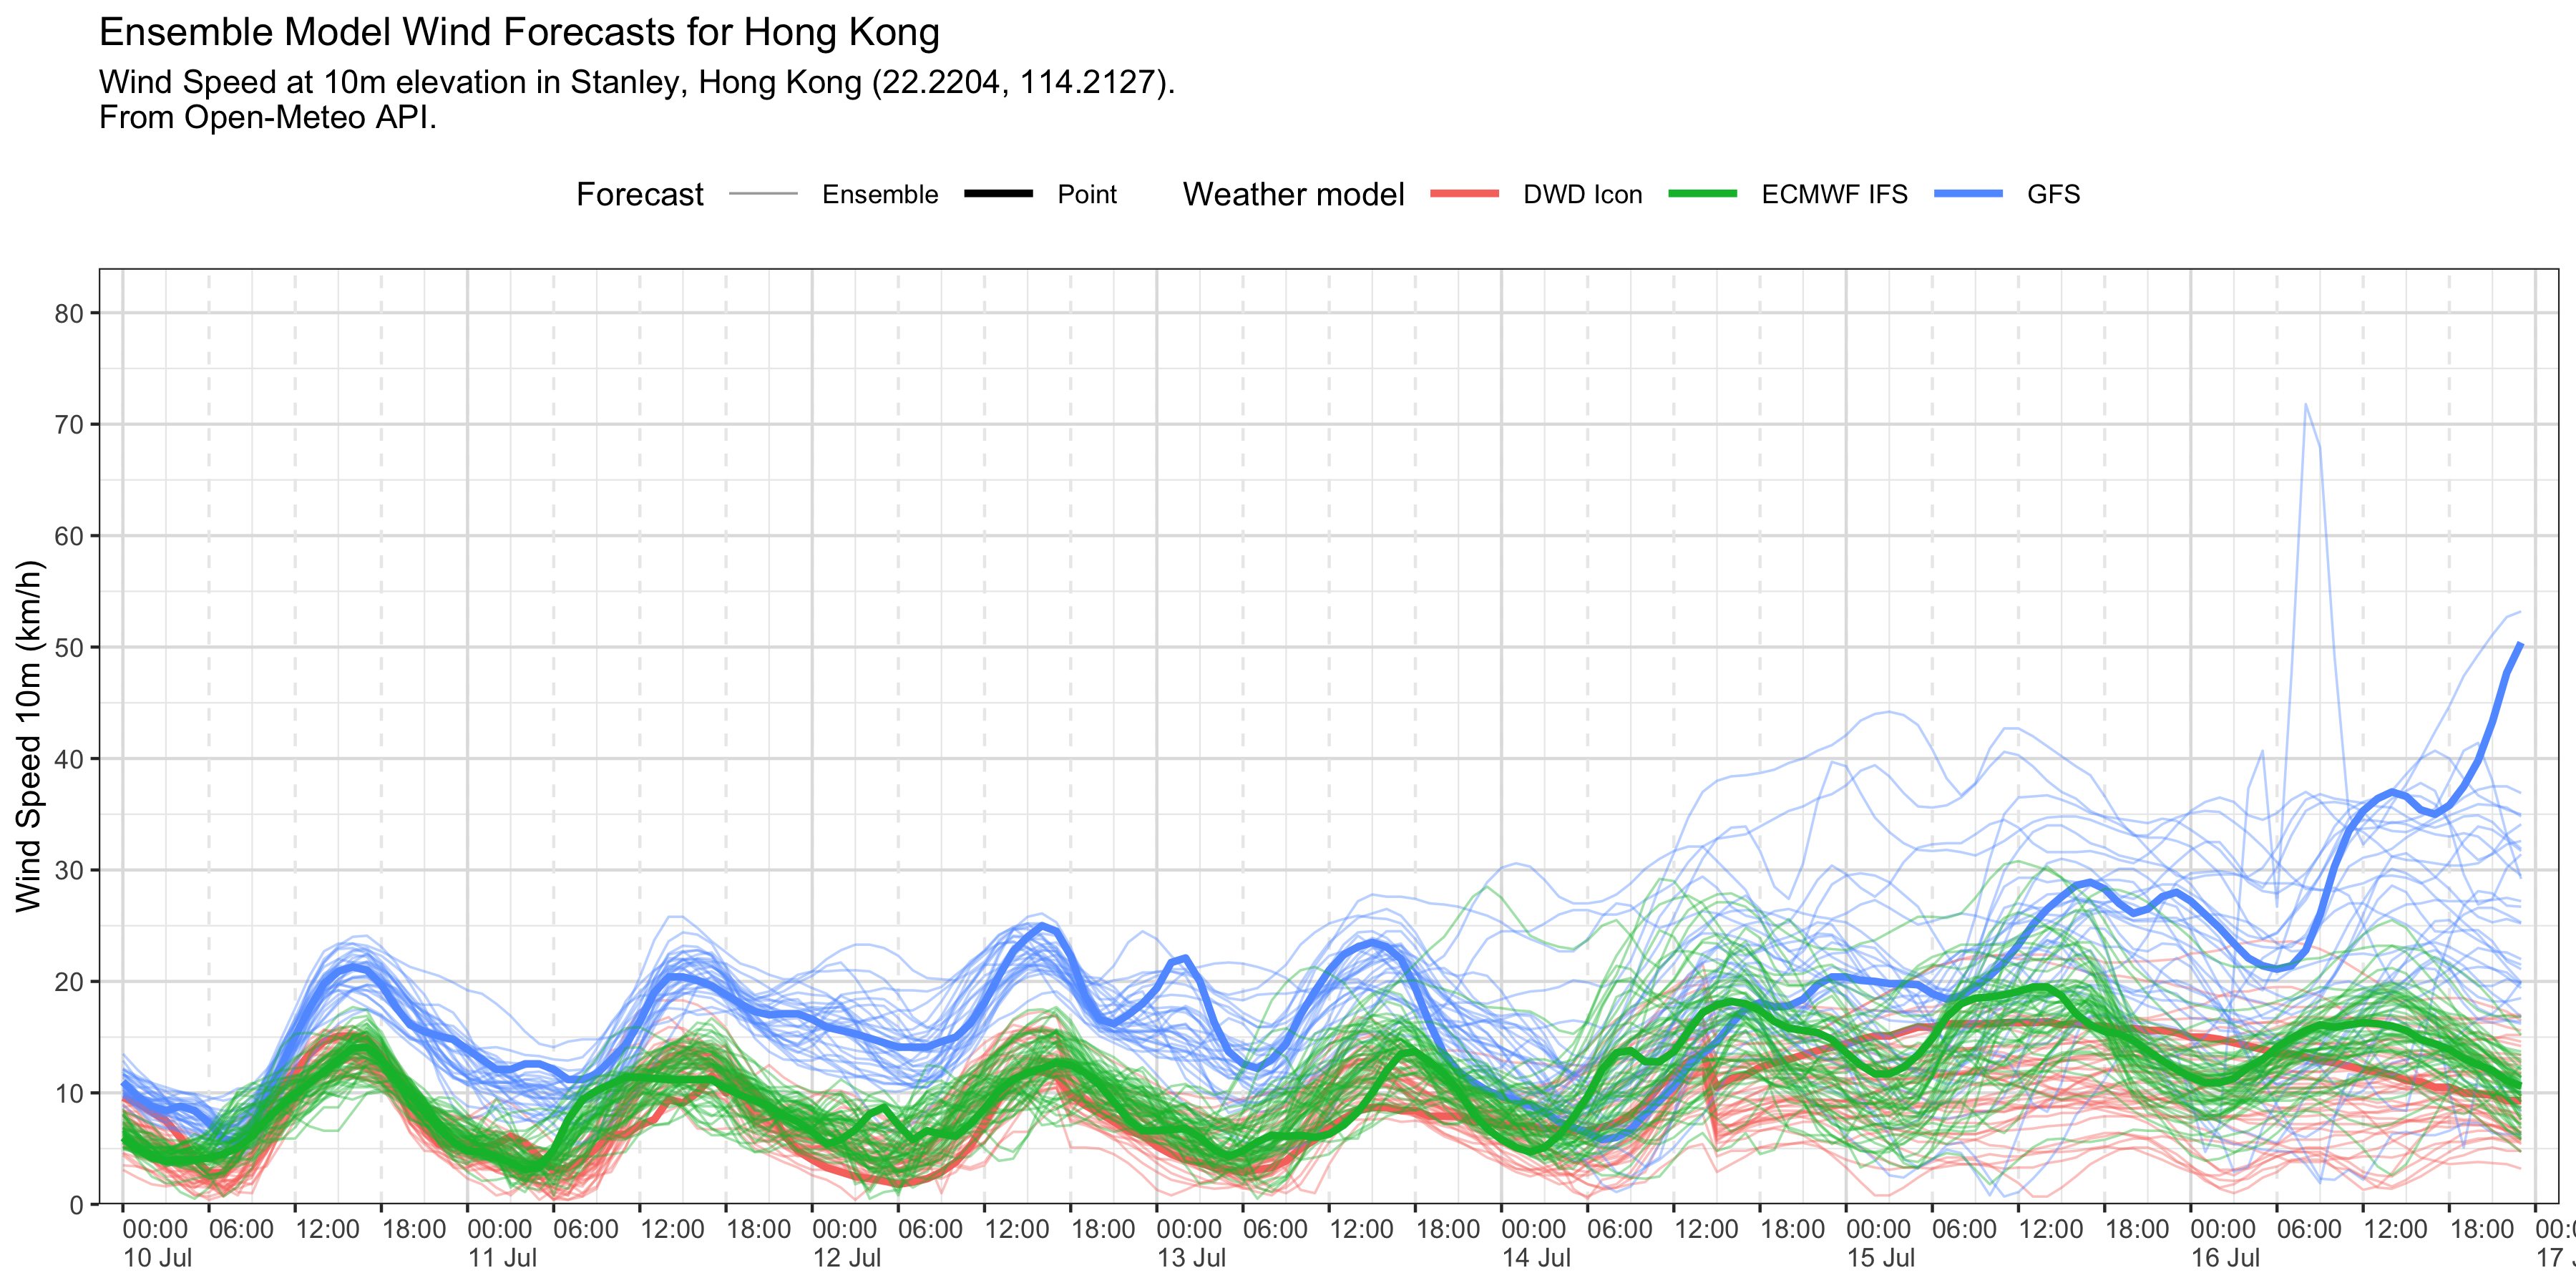 Ensemble Model Wind Forecasts for Hong Kong
Wind Speed at 10m elevation in Stanley, Hong Kong (22.2204, 114.2127).
From Open-Meteo API.
Forecast Ensemble Point Weather model DWD Icon ECMWF IFS GFS
Wind Speed 10m (km/h)
80
70
60
50
40
30
20
10
0
00:00 06:00 12:00 18:00 00:00 06:00 12:00 18:00 00:00 06:00 12:00 18:00 00:00 06:00 12:00 18:00 00:00 06:00 12:00 18:00 00:00 06:00 12:00 18:00 00:00 06:00 12:00 18:00 00:0
10 Jul 11 Jul 12 Jul 13 Jul 14 Jul 15 Jul 16 Jul 17